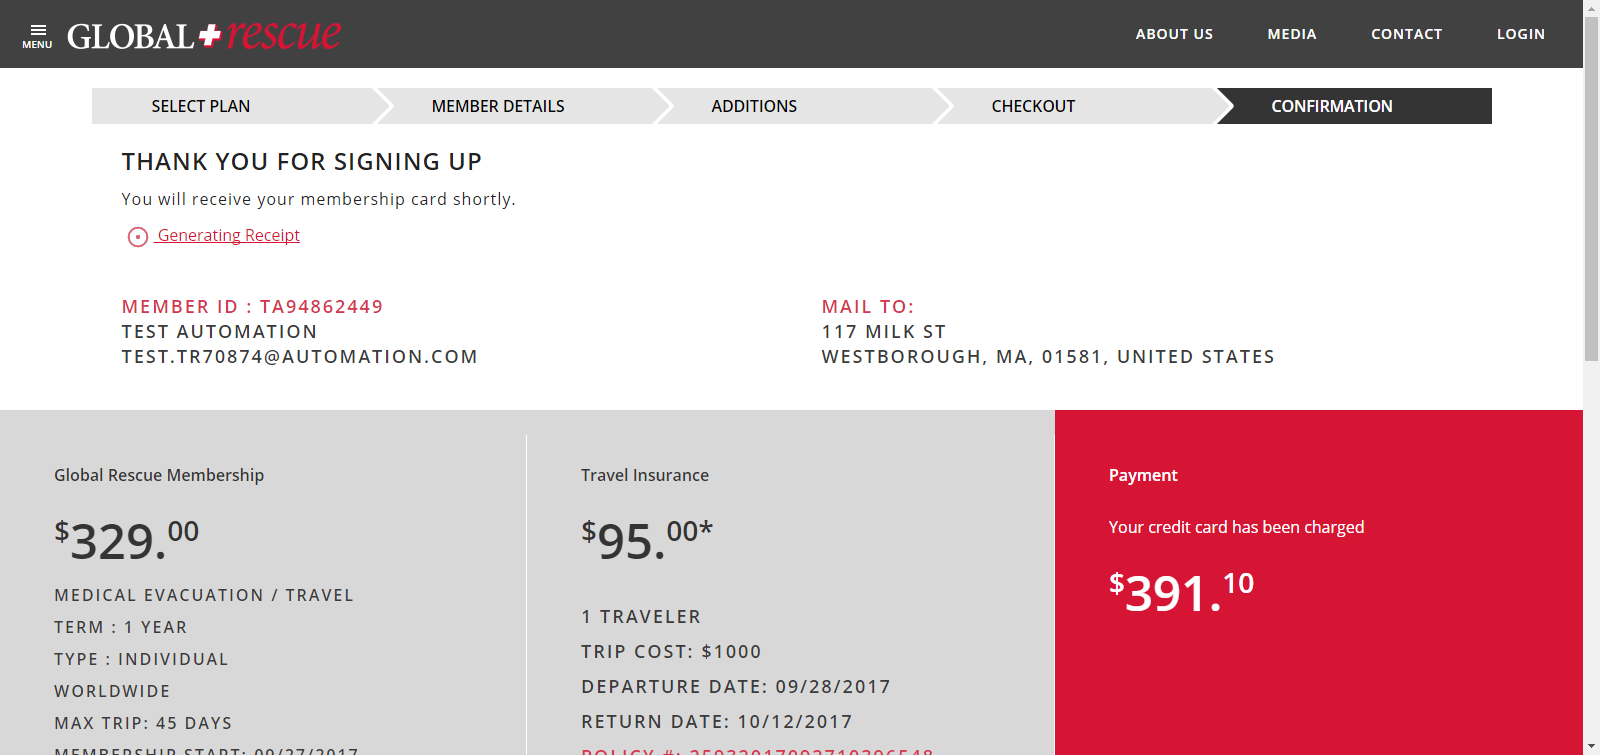 MENU
GLOBAL rescue
ABOUT US
MEDIA
CONTACT
LOGIN
SELECT PLAN
MEMBER DETAILS
ADDITIONS
CHECKOUT
CONFIRMATION
THANK YOU FOR SIGNING UP
You will receive your membership card shortly.
Generating Receipt
MEMBER ID : TA94862449
TEST AUTOMATION
TEST.TR70874@AUTOMATION.COM
MAIL TO:
117 MILK ST
WESTBOROUGH, MA, 01581, UNITED STATES
Global Rescue Membership
$329.00
MEDICAL EVACUATION / TRAVEL
TERM : 1 YEAR
TYPE : INDIVIDUAL
WORLDWIDE
MAX TRIP: 45 DAYS
MEMBERSHIP START: 09/27/2017
Travel Insurance
$95.00*
1 TRAVELER
TRIP COST: $1000
DEPARTURE DATE: 09/28/2017
RETURN DATE: 10/12/2017
POLICY #:
Payment
Your credit card has been charged
$391.10